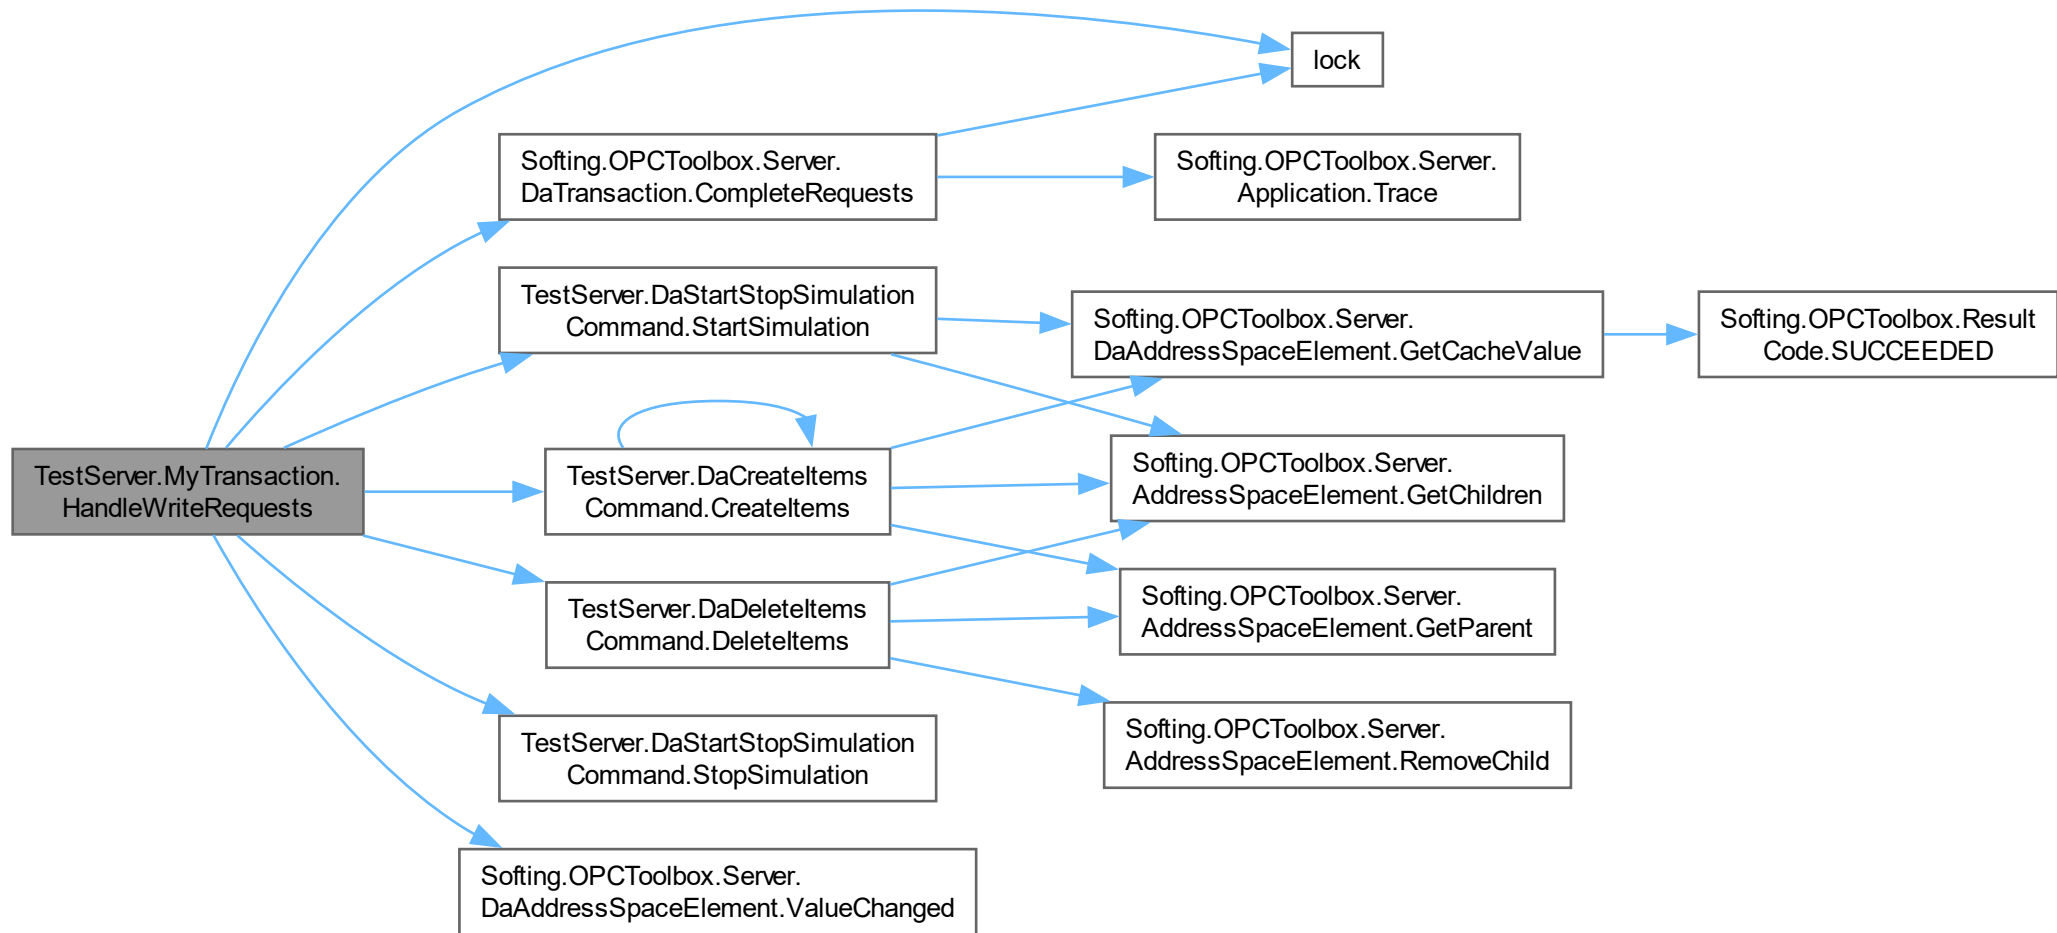 lock
Softing.OPCToolbox.Server.
DaTransaction.CompleteRequests
Softing.OPCToolbox.Server.
Application.Trace
TestServer.DaStartStopSimulation
Command.StartSimulation
Softing.OPCToolbox.Server.
DaAddressSpaceElement.GetCacheValue
Softing.OPCToolbox.Result
Code.SUCCEEDED
TestServer.MyTransaction.
HandleWriteRequests
TestServer.DaCreateItems
Command.CreateItems
Softing.OPCToolbox.Server.
AddressSpaceElement.GetChildren
TestServer.DaDeleteItems
Command.DeleteItems
Softing.OPCToolbox.Server.
AddressSpaceElement.GetParent
TestServer.DaStartStopSimulation
Command.StopSimulation
Softing.OPCToolbox.Server.
AddressSpaceElement.RemoveChild
Softing.OPCToolbox.Server.
DaAddressSpaceElement.ValueChanged